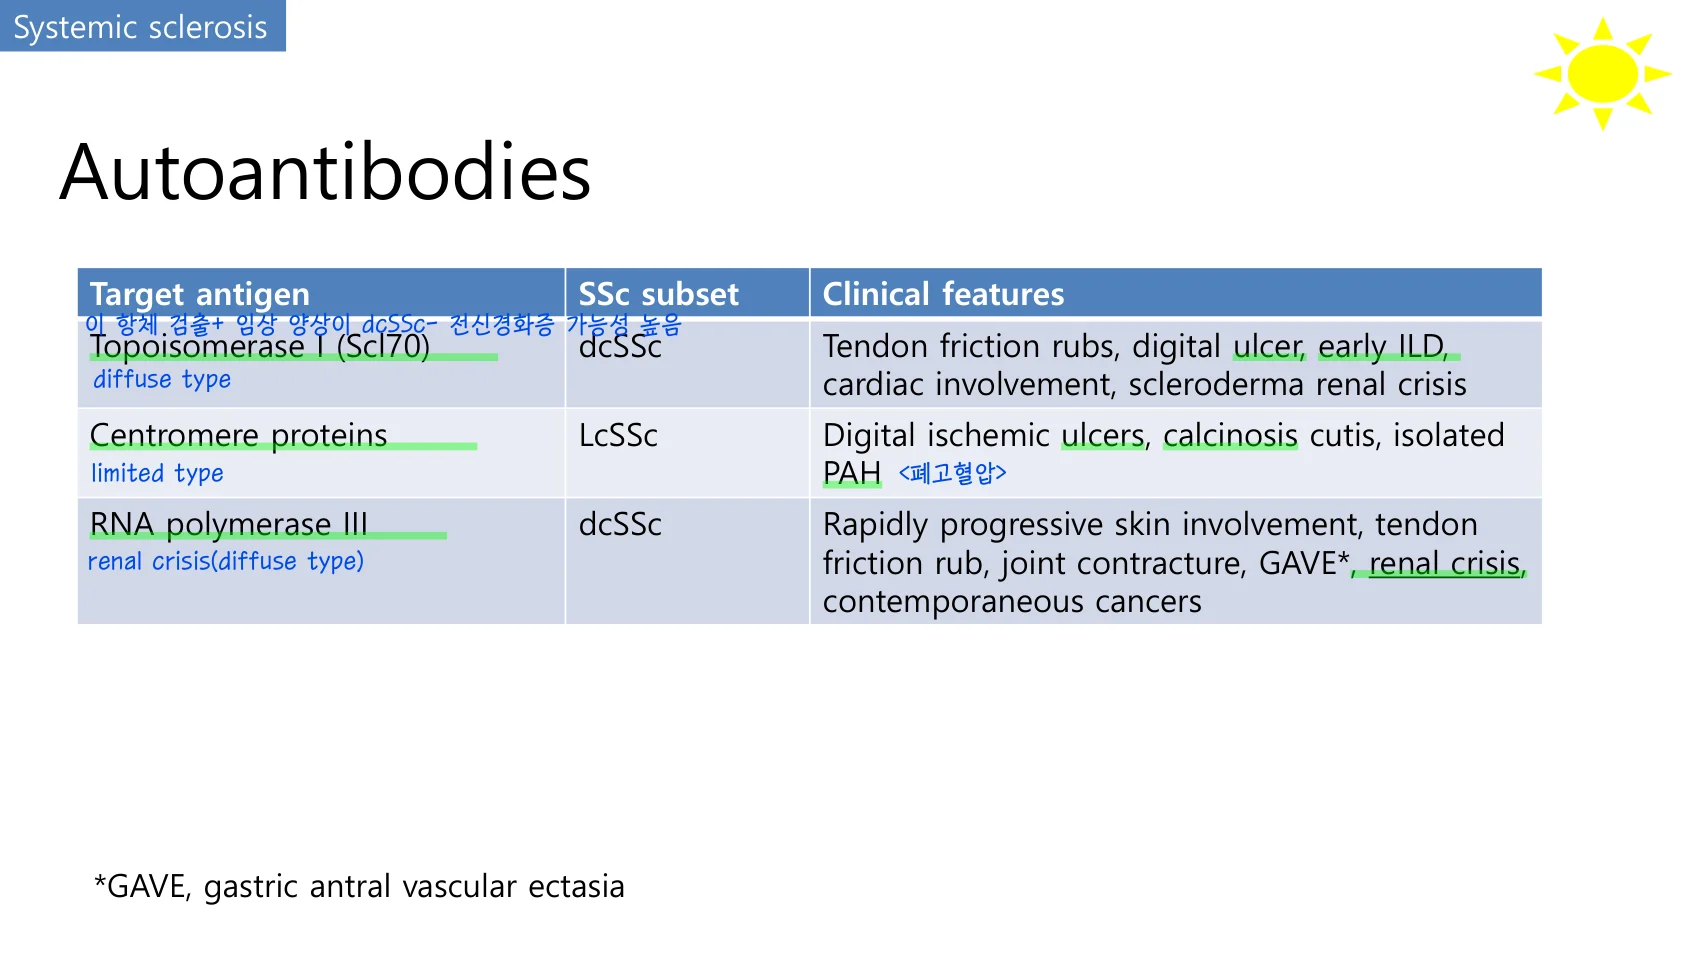 Systemic sclerosis
Autoantibodies
Target antigen SSc subset Clinical features
이 항체 검출+ 임상 양상이 dcSSc- 전신경화증 가능성 높음
Topoisomerase I (Scl70) dcSSc Tendon friction rubs, digital ulcer, early ILD,
diffuse type cardiac involvement, scleroderma renal crisis
Centromere proteins LcSSc Digital ischemic ulcers, calcinosis cutis, isolated
limited type PAH <폐고혈압>
RNA polymerase III dcSSc Rapidly progressive skin involvement, tendon
renal crisis(diffuse type) friction rub, joint contracture, GAVE*, renal crisis,
contemporaneous cancers
*GAVE, gastric antral vascular ectasia